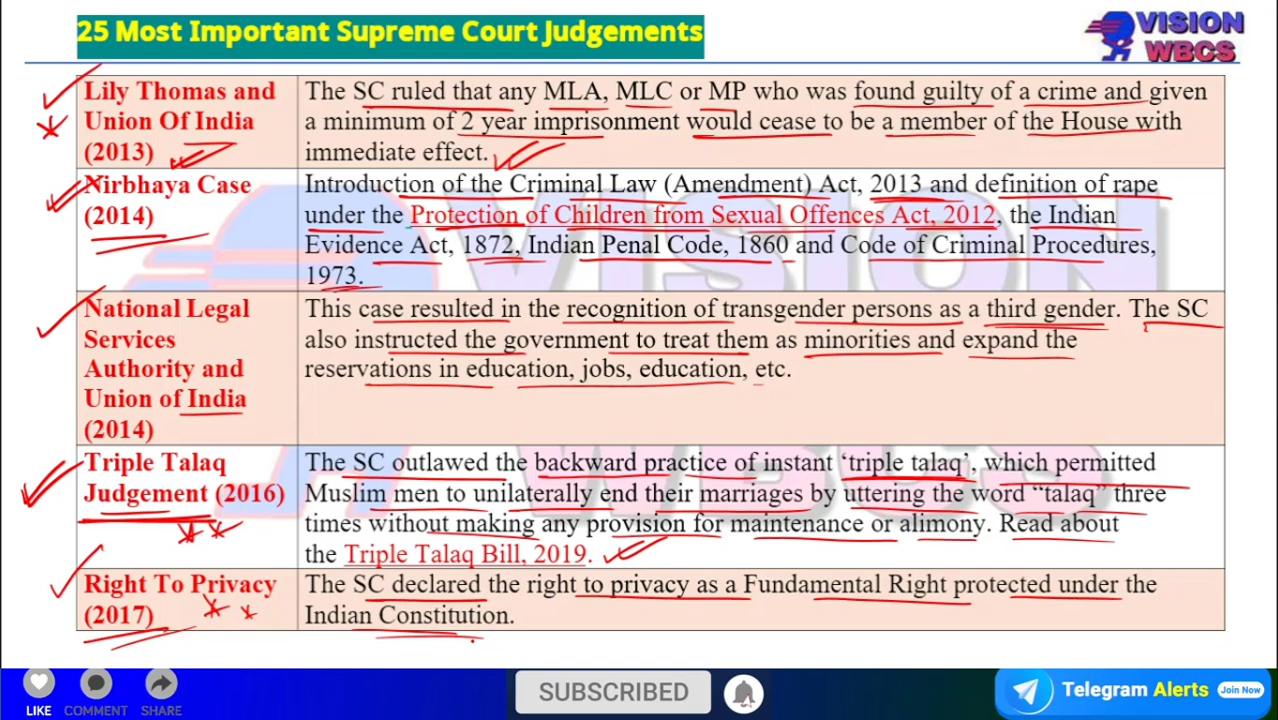 25 Most Important Supreme Court Judgements
VISION
WBCS
Lily Thomas and
Union Of India
(2013)
The SC ruled that any MLA, MLC or MP who was found guilty of a crime and given
a minimum of 2 year imprisonment would cease to be a member of the House with
immediate effect.
Nirbhaya Case
(2014)
Introduction of the Criminal Law (Amendment) Act, 2013 and definition of rape
under the Protection of Children from Sexual Offences Act, 2012, the Indian
Evidence Act, 1872, Indian Penal Code, 1860 and Code of Criminal Procedures,
1973.
National Legal
Services
Authority and
Union of India
(2014)
This case resulted in the recognition of transgender persons as a third gender. The SC
also instructed the government to treat them as minorities and expand the
reservations in education, jobs, education, etc.
Triple Talaq
Judgement (2016)
The SC outlawed the backward practice of instant ‘triple talaq’, which permitted
Muslim men to unilaterally end their marriages by uttering the word “talaq” three
times without making any provision for maintenance or alimony. Read about
the Triple Talaq Bill, 2019.
Right To Privacy
(2017)
The SC declared the right to privacy as a Fundamental Right protected under the
Indian Constitution.
VISION
WBCS
LIKE COMMENT SHARE
SUBSCRIBED
Telegram Alerts Join Now